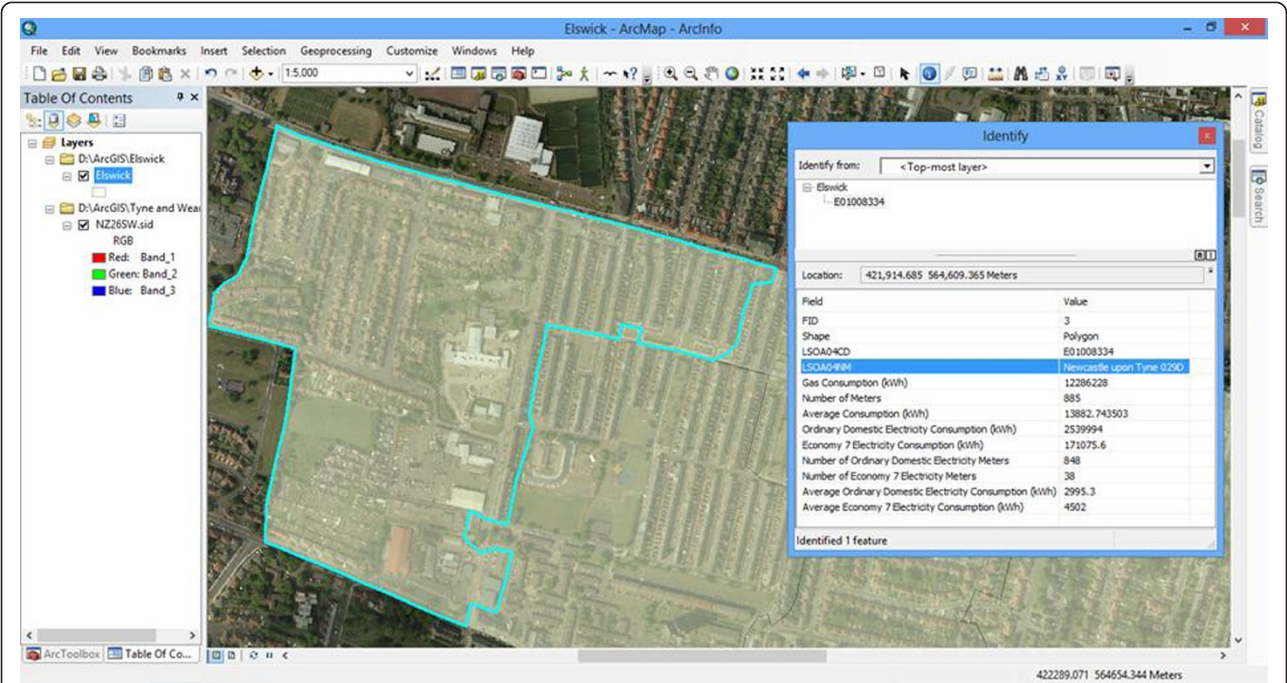 Elswick - ArcMap - ArcInfo
File Edit View Bookmarks Insert Selection Geoprocessing Customize Windows Help
1:5,000
Table Of Contents
Layers
D:\ArcGIS\Elswick
Elswick
D:\ArcGIS\Tyne and Wear
NZ26SW.sid
RGB
Red: Band_1
Green: Band_2
Blue: Band_3
ArcToolbox Table Of Co...
Catalog
Search
Identify
Identify from: <Top-most layer>
Elswick
E01008334
Location: 421,914.685 564,609.365 Meters
Field Value
FID 3
Shape Polygon
LSOA04CD E01008334
LSOA04NM Newcastle upon Tyne 029D
Gas Consumption (kWh) 12286228
Number of Meters 885
Average Consumption (kWh) 13882.743503
Ordinary Domestic Electricity Consumption (kWh) 2539994
Economy 7 Electricity Consumption (kWh) 171075.6
Number of Ordinary Domestic Electricity Meters 848
Number of Economy 7 Electricity Meters 38
Average Ordinary Domestic Electricity Consumption (kWh) 2995.3
Average Economy 7 Electricity Consumption (kWh) 4502
Identified 1 feature
422289.071 564654.344 Meters